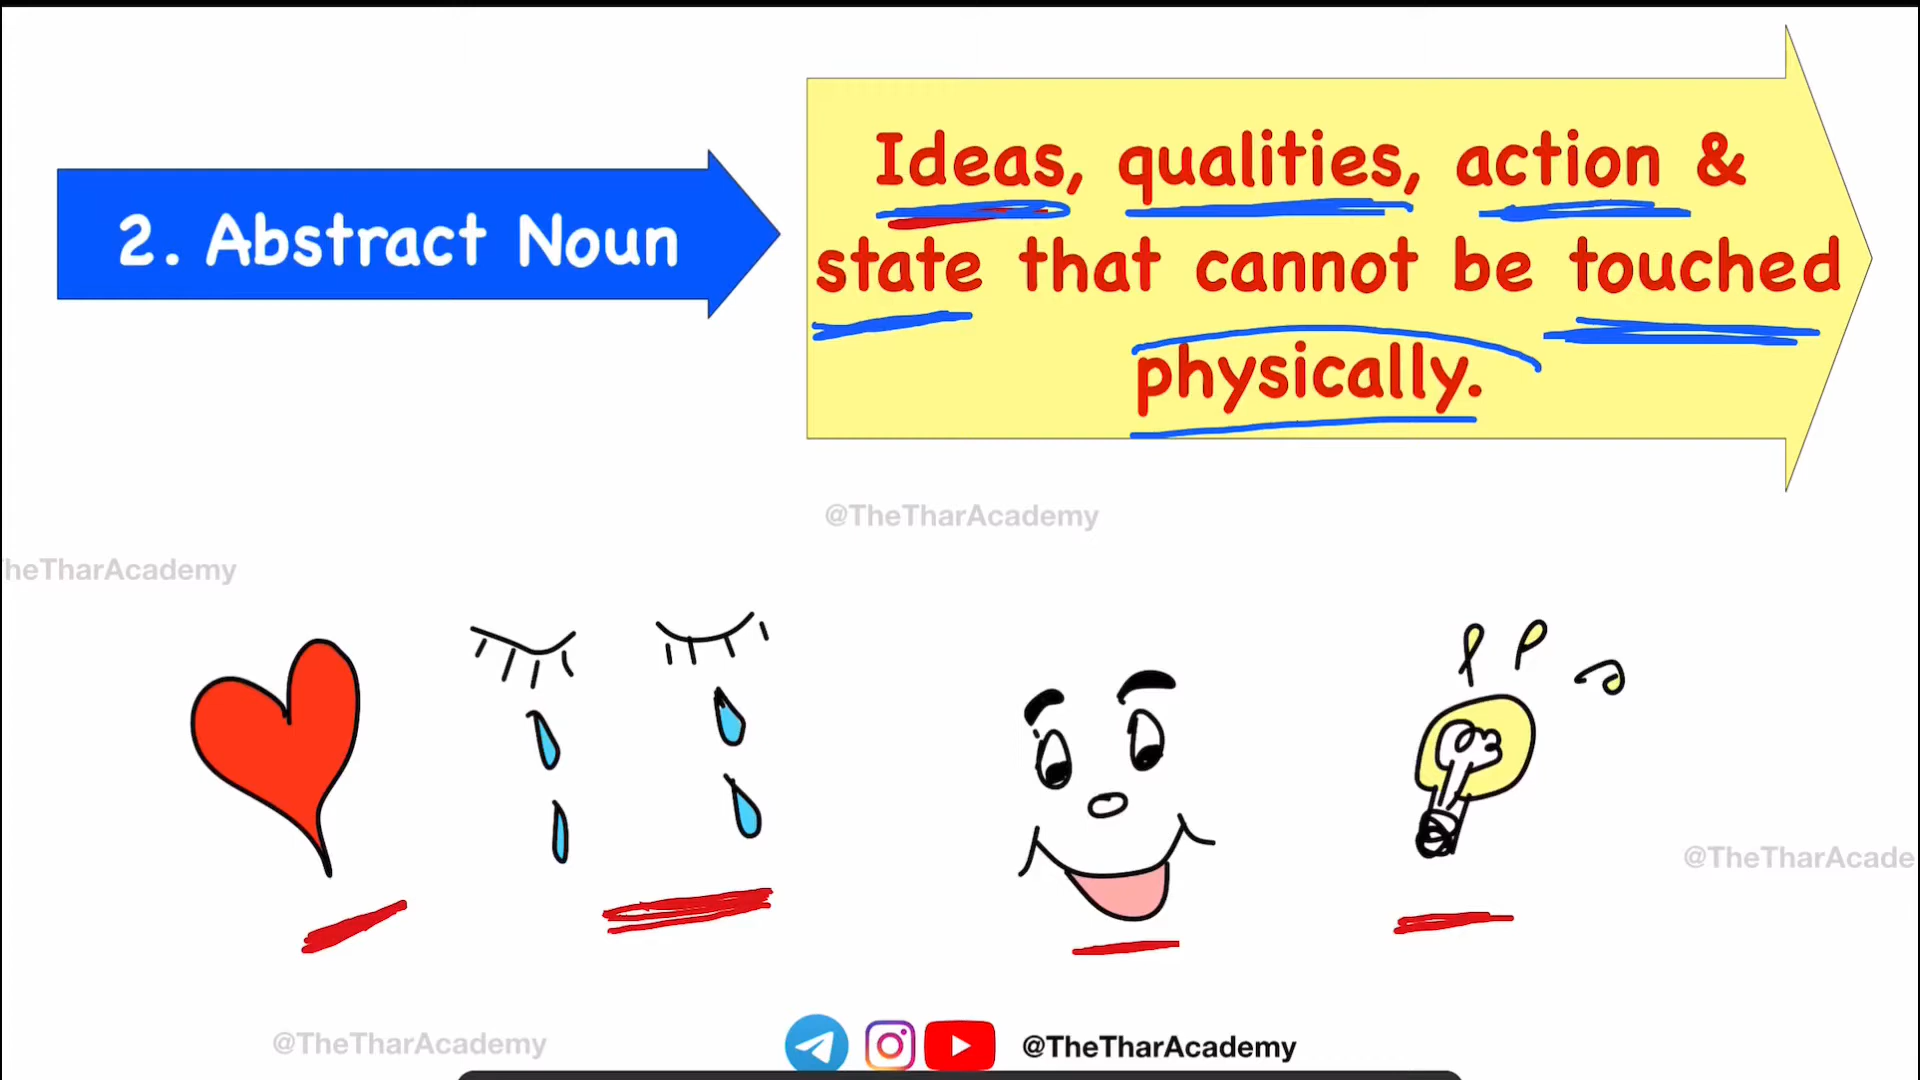 2. Abstract Noun
Ideas, qualities, action &
state that cannot be touched
physically.
@TheTharAcademy
heTharAcademy
@TheTharAcade
@TheTharAcademy
@TheTharAcademy